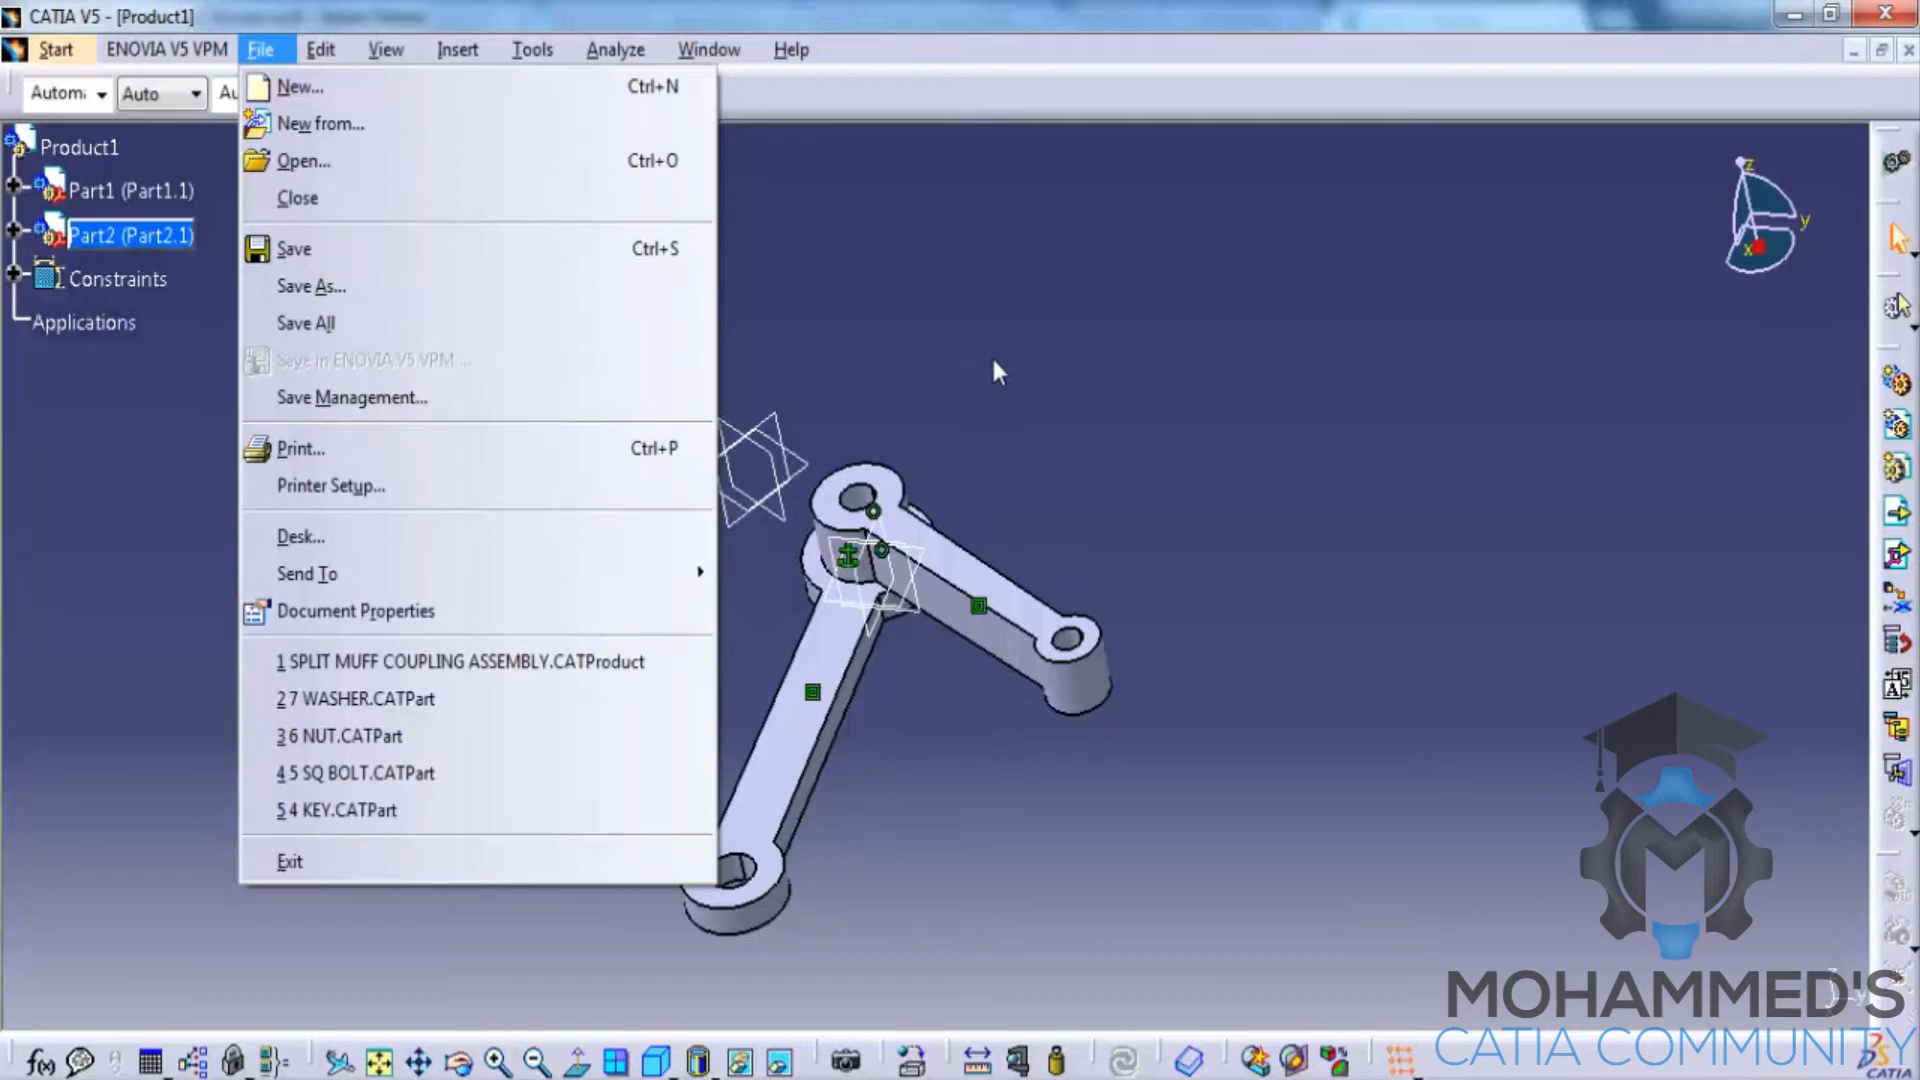 CATIA V5 - [Product1]
Start ENOVIA V5 VPM File Edit View Insert Tools Analyze Window Help
Automa Auto Au
New... Ctrl+N
New from...
Open... Ctrl+O
Close
Save Ctrl+S
Save As...
Save All
Save in ENOVIA V5 VPM ...
Save Management...
Print... Ctrl+P
Printer Setup...
Desk...
Send To
Document Properties
1 SPLIT MUFF COUPLING ASSEMBLY.CATProduct
2 7 WASHER.CATPart
3 6 NUT.CATPart
4 5 SQ BOLT.CATPart
5 4 KEY.CATPart
Exit
Product1
Part1 (Part1.1)
Part2 (Part2.1)
Constraints
Applications
z
y
x
MOHAMMED'S
CATIA COMMUNITY
f(x)
CATIA